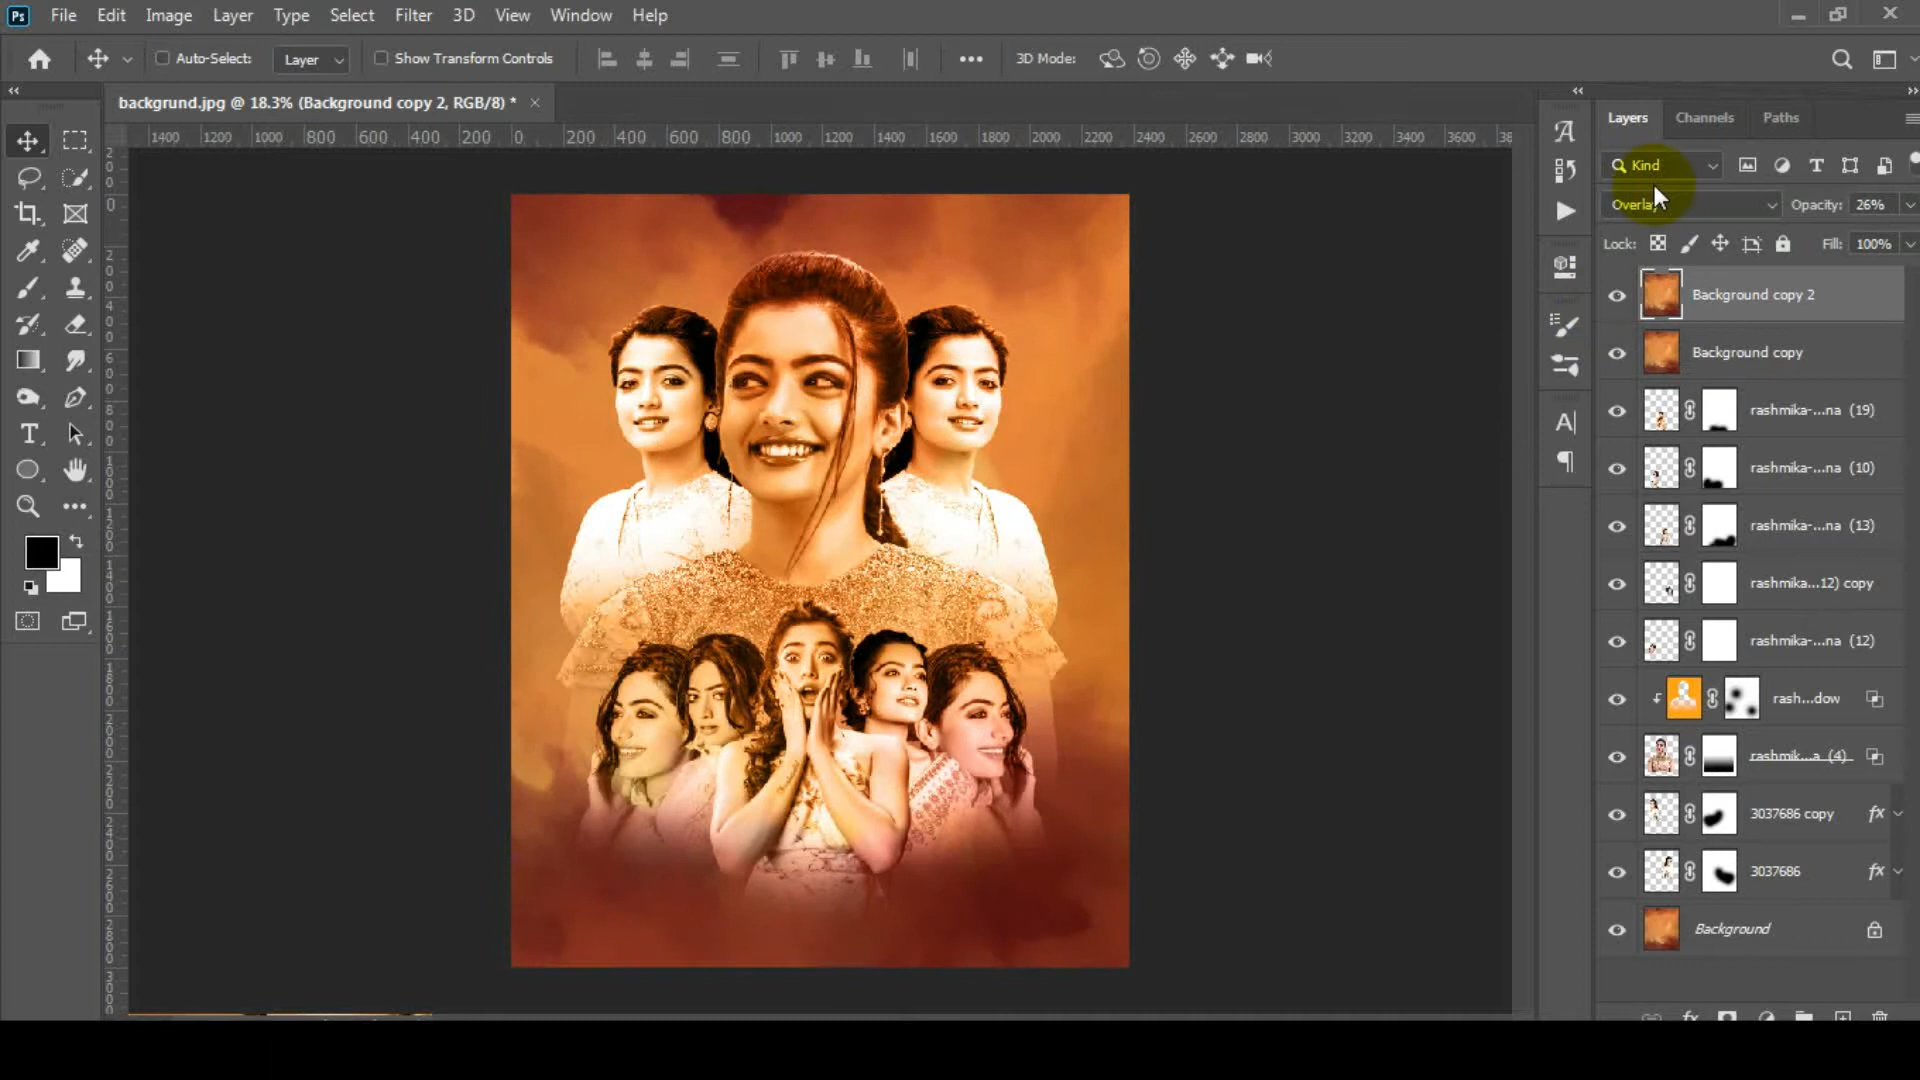 Ps File Edit Image Layer Type Select Filter 3D View Window Help
Auto-Select: Layer Show Transform Controls 3D Mode:
backgrund.jpg @ 18.3% (Background copy 2, RGB/8) *
1400 1200 1000 800 600 400 200 0 200 400 600 800 1000 1200 1400 1600 1800 2000 2200 2400 2600 2800 3000 3200 3400 3600
Layers Channels Paths
Kind
Overlay Opacity: 26%
Lock: Fill: 100%
Background copy 2
Background copy
rashmika-...na (19)
rashmika-...na (10)
rashmika-...na (13)
rashmika...12) copy
rashmika-...na (12)
rash...dow
rashmik...a (4)
3037686 copy fx
3037686 fx
Background